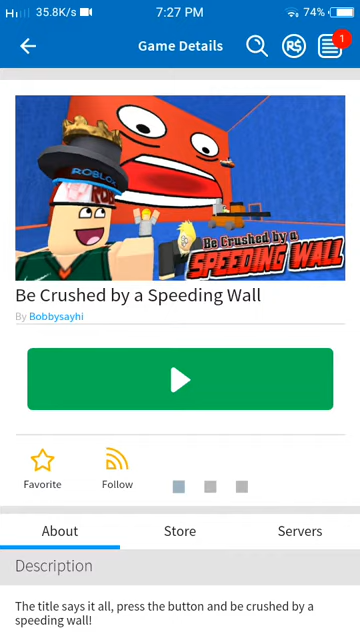 35.8K/s 7:27 PM 74%
Game Details
R$ 1
ROBLOX
Be Crushed by a
SPEEDING WALL
Be Crushed by a Speeding Wall
By Bobbysayhi
Favorite Follow
About Store Servers
Description
The title says it all, press the button and be crushed by a
speeding wall!